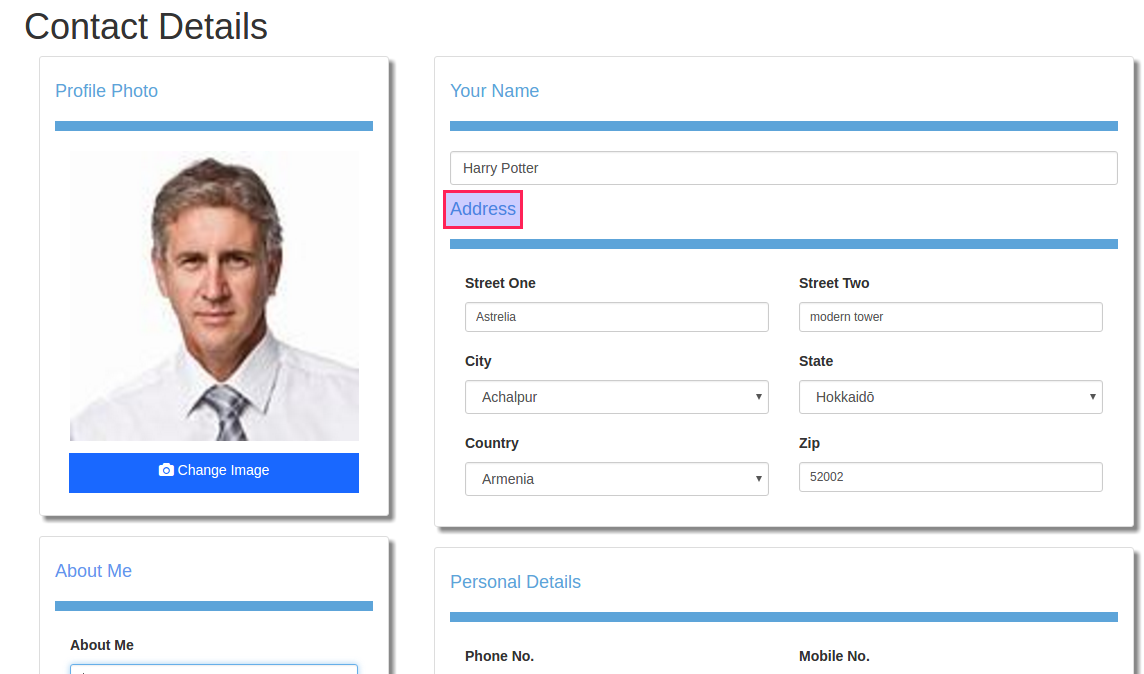 Contact Details
Profile Photo
Change Image
About Me
About Me
Your Name
Harry Potter
Address
Street One
Street Two
Astrelia
modern tower
City
State
Achalpur
Hokkaidō
Country
Zip
Armenia
52002
Personal Details
Phone No.
Mobile No.